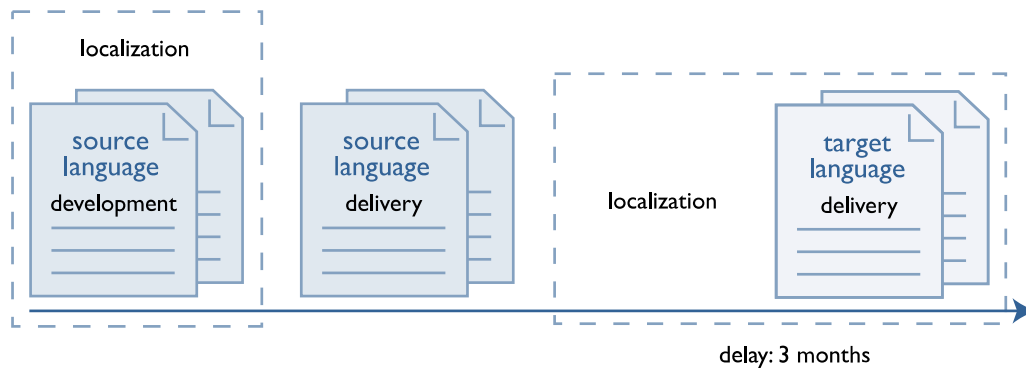 localization
source
language
development
source
language
delivery
localization
target
language
delivery
delay: 3 months